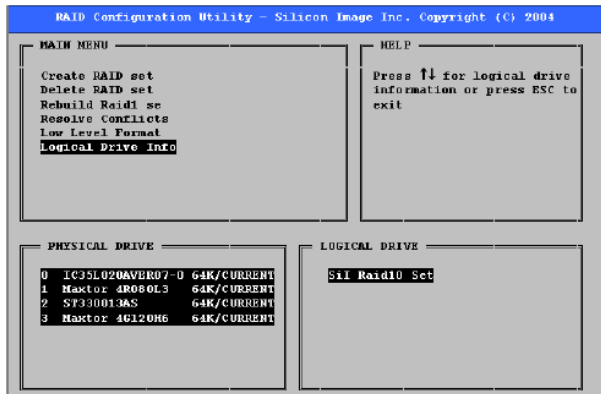 RAID Configuration Utility – Silicon Image Inc. Copyright (C) 2004
MAIN MENU
Create RAID set
Delete RAID set
Rebuild Raid1 se
Resolve Conflicts
Low Level Format
Logical Drive Info
HELP
Press ↑↓ for logical drive
information or press ESC to
exit
PHYSICAL DRIVE
0 IC35L020AVER07-0 64K/CURRENT
1 Maxtor 4R080L3 64K/CURRENT
2 ST330013AS 64K/CURRENT
3 Maxtor 4G120H6 64K/CURRENT
LOGICAL DRIVE
SiI Raid10 Set